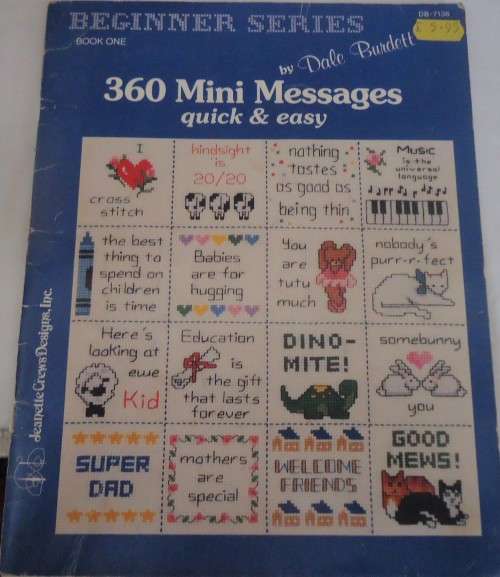 BEGINNER SERIES
BOOK ONE
DB-7138
£5.95
by Dale Burdett
360 Mini Messages
quick & easy
I
cross
stitch
hindsight
is
20/20
nothing
tastes
as good as
being thin
Music
is the
universal
language
the best
thing to
spend on
children
is time
Babies
are for
hugging
You
are
tutu
much
nobody's
purr-r-fect
Here's
looking at
ewe
Kid
Education
is
the gift
that lasts
forever
DINO-
MITE!
somebunny
you
SUPER
DAD
mothers
are
special
WELCOME
FRIENDS
GOOD
MEWS!
Jeanette Crews Designs, Inc.